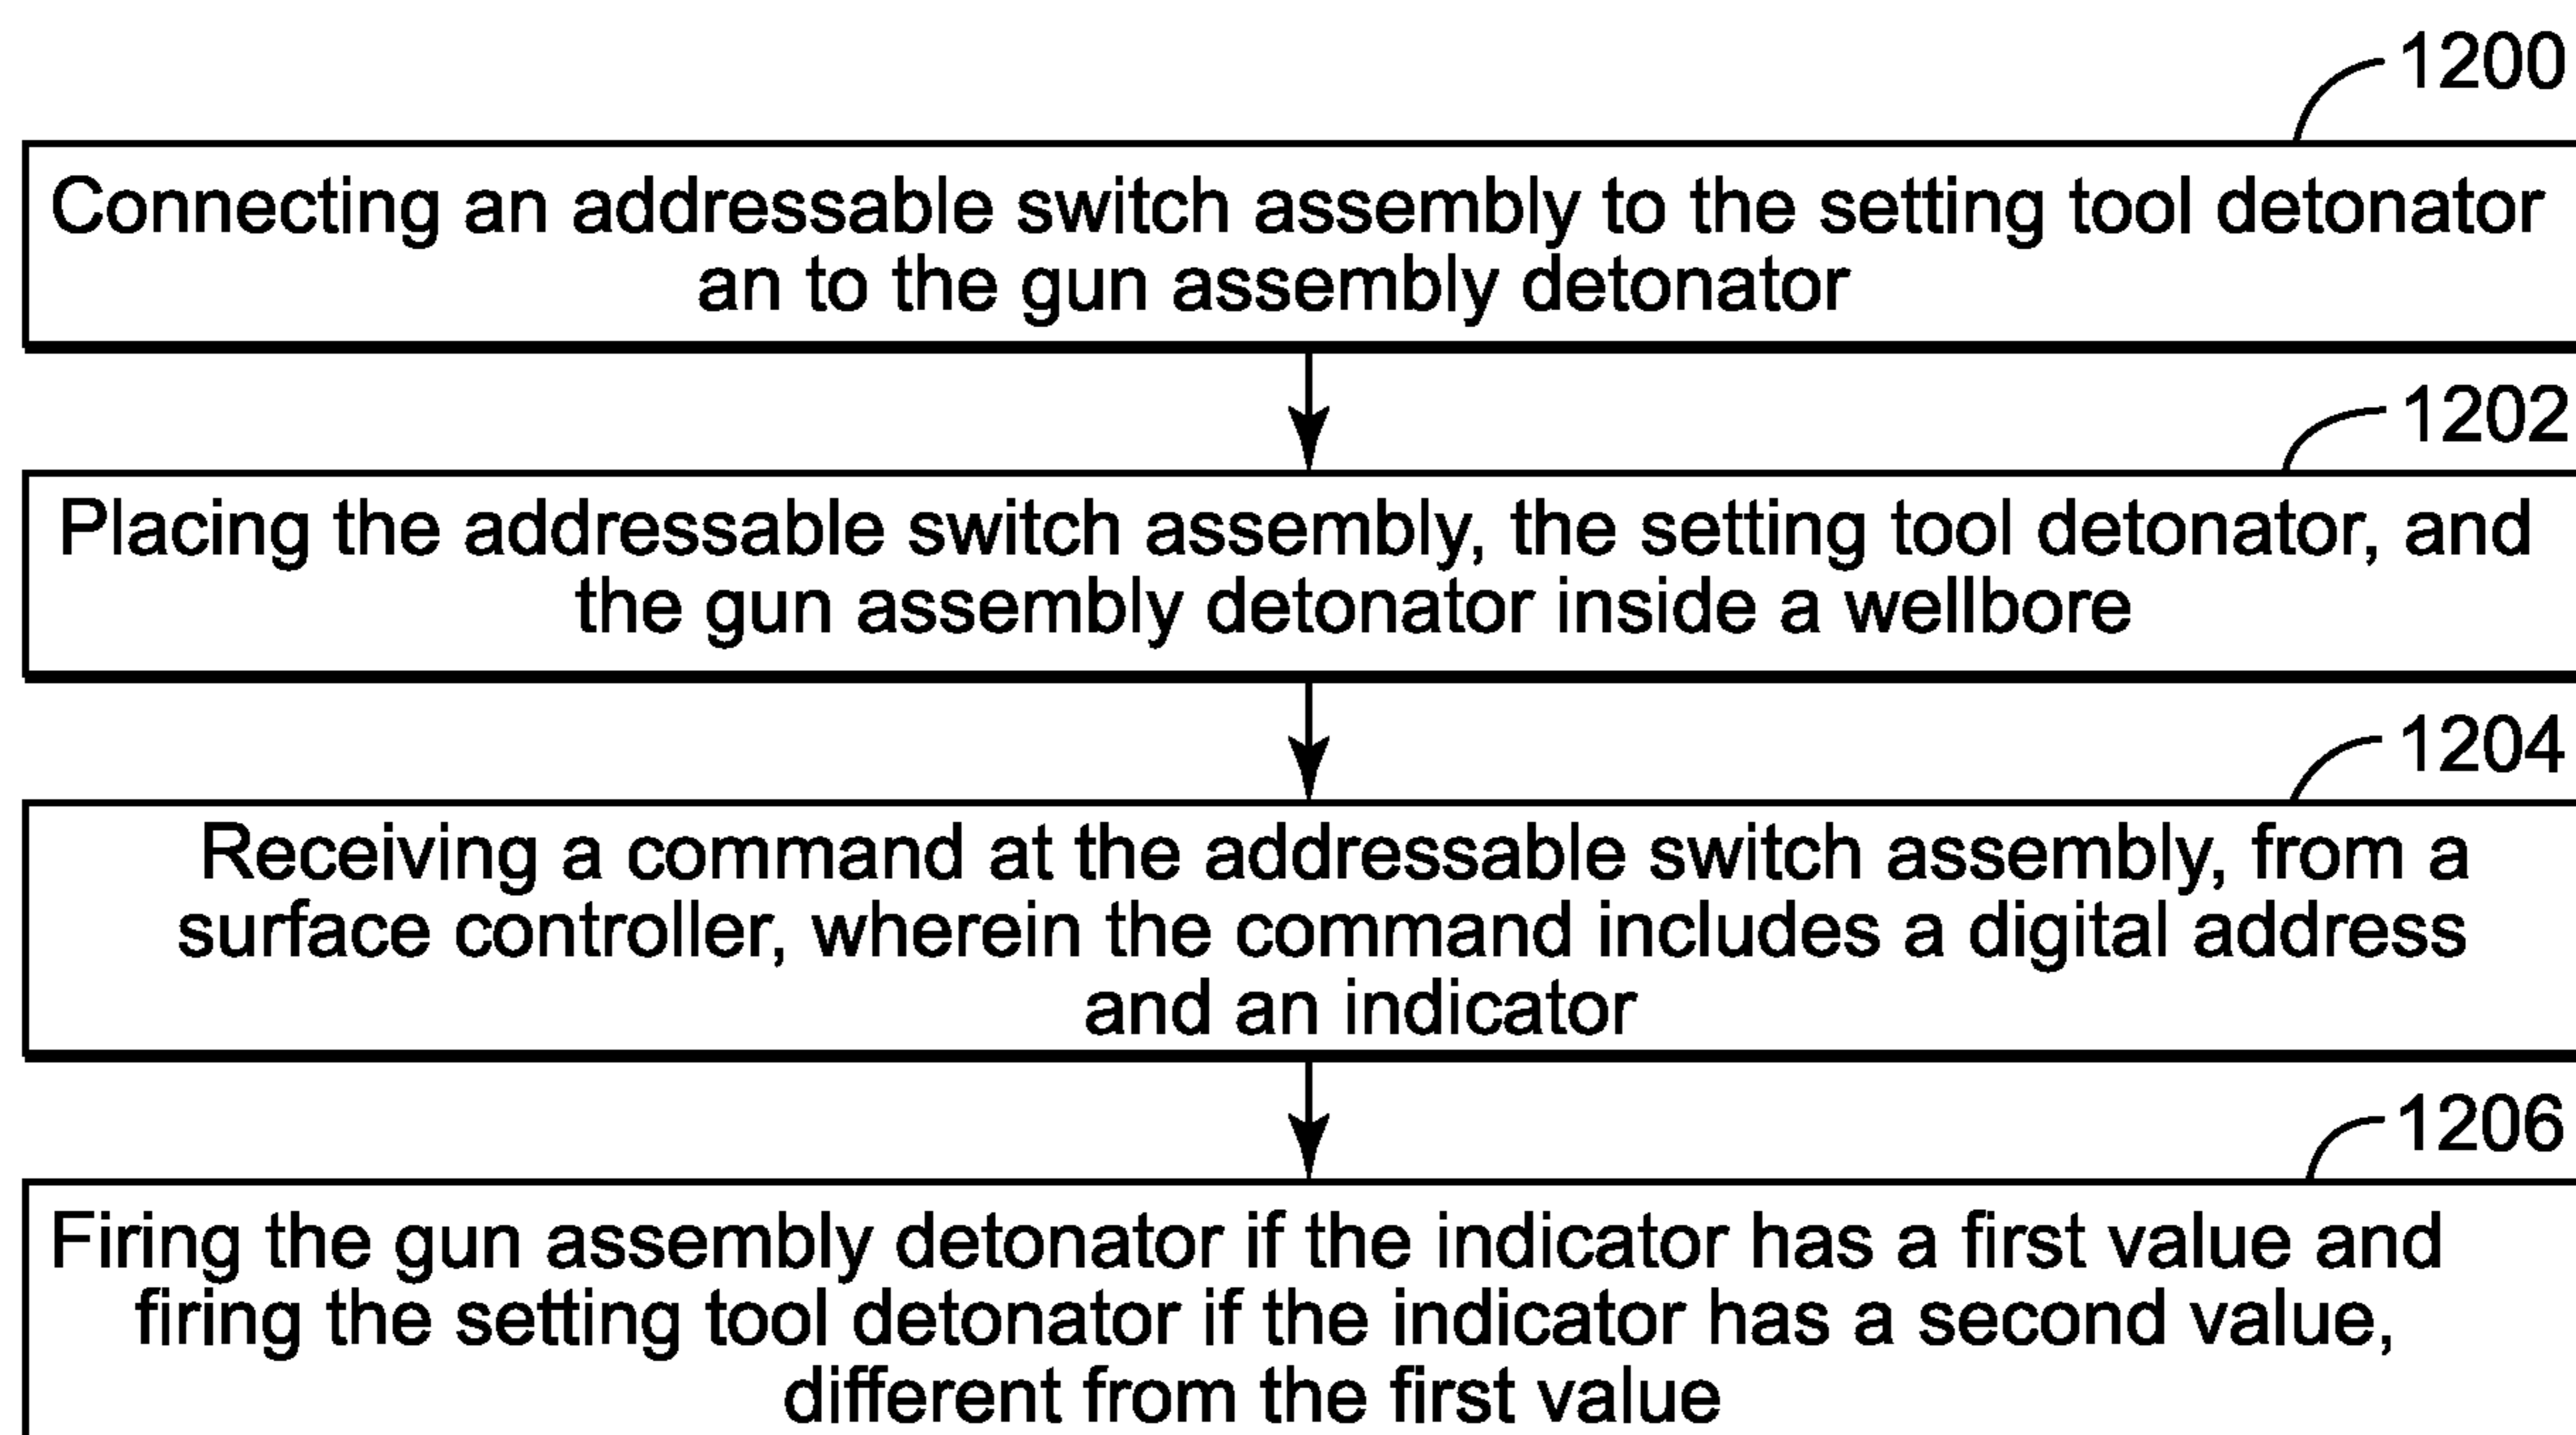 1200
Connecting an addressable switch assembly to the setting tool detonator
an to the gun assembly detonator
1202
Placing the addressable switch assembly, the setting tool detonator, and
the gun assembly detonator inside a wellbore
1204
Receiving a command at the addressable switch assembly, from a
surface controller, wherein the command includes a digital address
and an indicator
1206
Firing the gun assembly detonator if the indicator has a first value and
firing the setting tool detonator if the indicator has a second value,
different from the first value